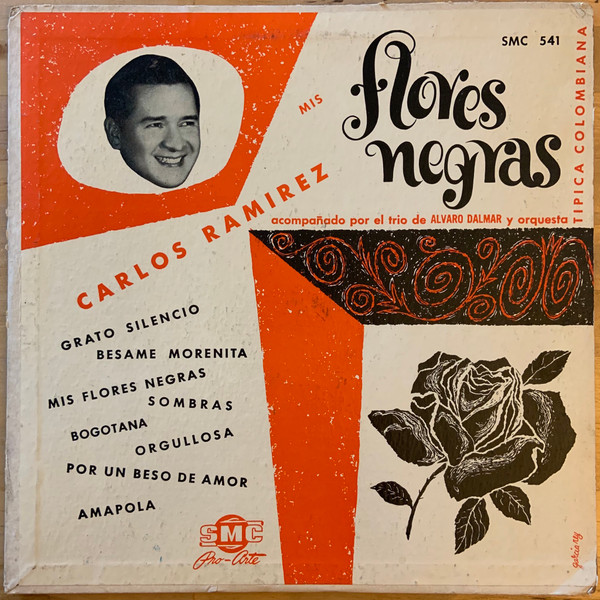 SMC 541
MIS
flores
negras
TIPICA COLOMBIANA
acompañado por el trio de ALVARO DALMAR y orquesta
CARLOS RAMIREZ
GRATO SILENCIO
BESAME MORENITA
MIS FLORES NEGRAS
SOMBRAS
BOGOTANA
ORGULLOSA
POR UN BESO DE AMOR
AMAPOLA
SMC
Pro-Arte